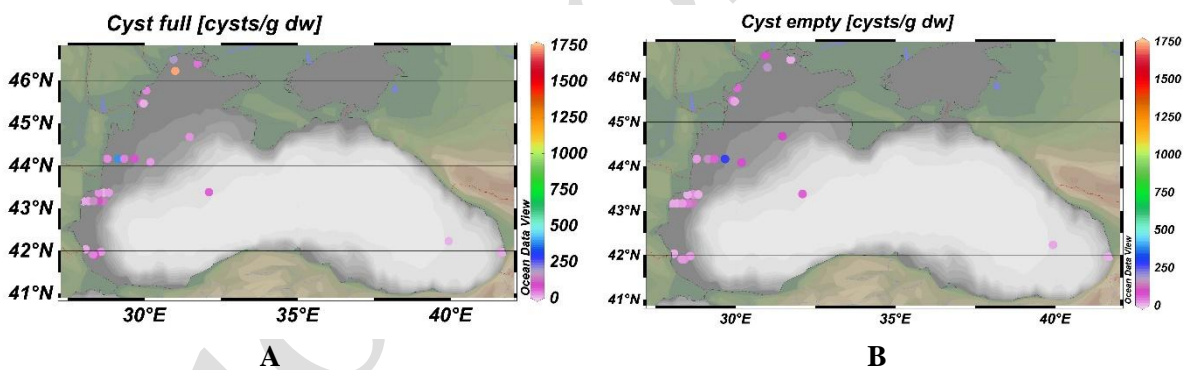 Cyst full [cysts/g dw]
46°N
45°N
44°N
43°N
42°N
41°N
30°E 35°E 40°E
1750
1500
1250
1000
750
500
250
0
Ocean Data View
A
Cyst empty [cysts/g dw]
46°N
45°N
44°N
43°N
42°N
41°N
30°E 35°E 40°E
1750
1500
1250
1000
750
500
250
0
Ocean Data View
B